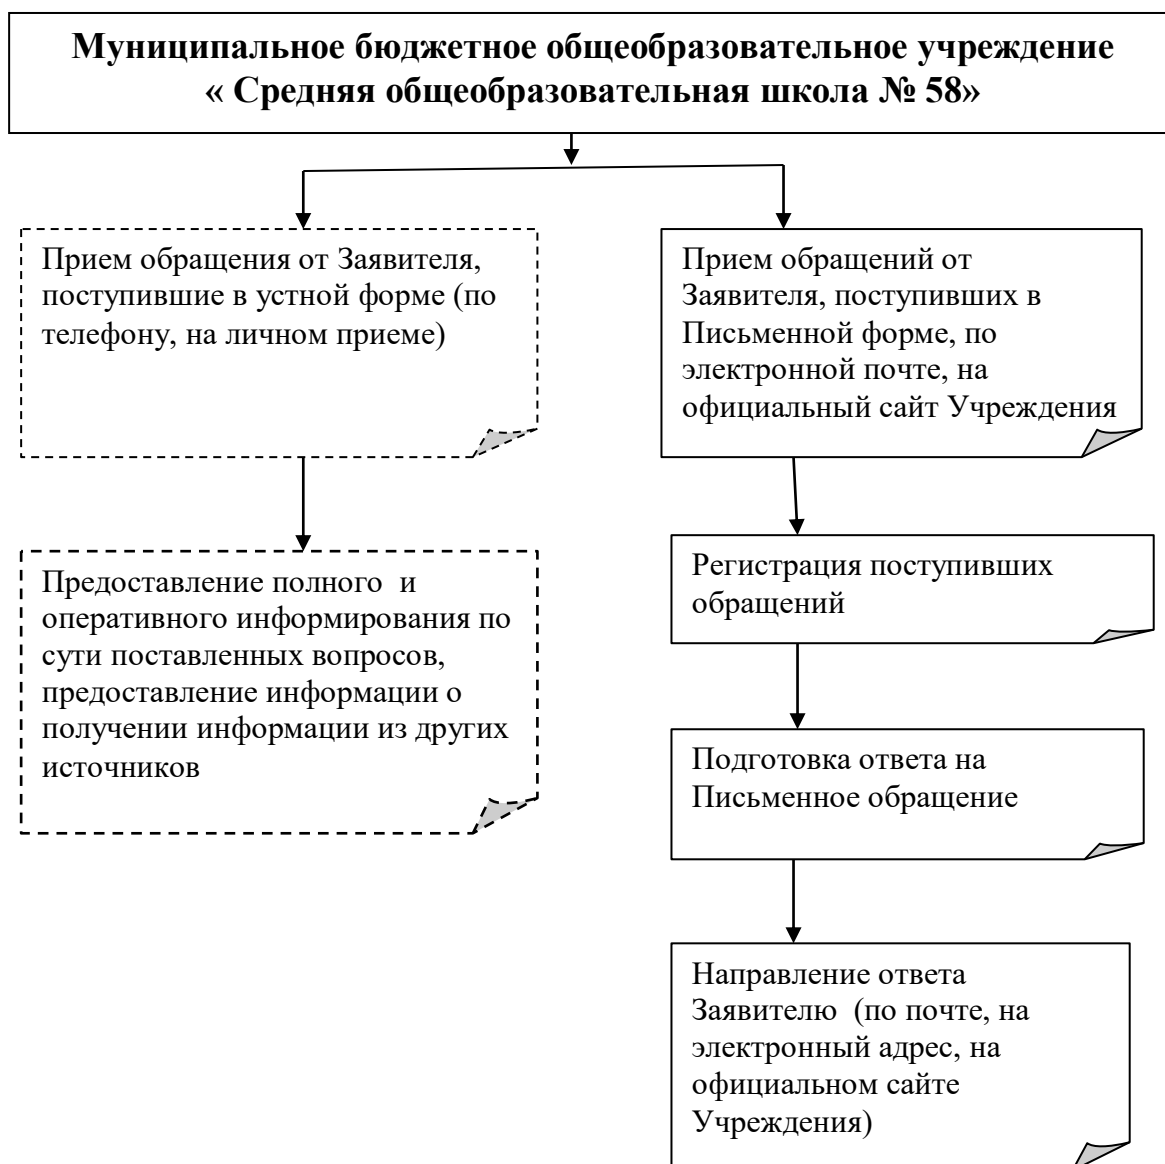 Муниципальное бюджетное общеобразовательное учреждение
« Средняя общеобразовательная школа № 58»
Прием обращения от Заявителя,
поступившие в устной форме (по
телефону, на личном приеме)
Предоставление полного и
оперативного информирования по
сути поставленных вопросов,
предоставление информации о
получении информации из других
источников
Прием обращений от
Заявителя, поступивших в
Письменной форме, по
электронной почте, на
официальный сайт Учреждения
Регистрация поступивших
обращений
Подготовка ответа на
Письменное обращение
Направление ответа
Заявителю (по почте, на
электронный адрес, на
официальном сайте
Учреждения)